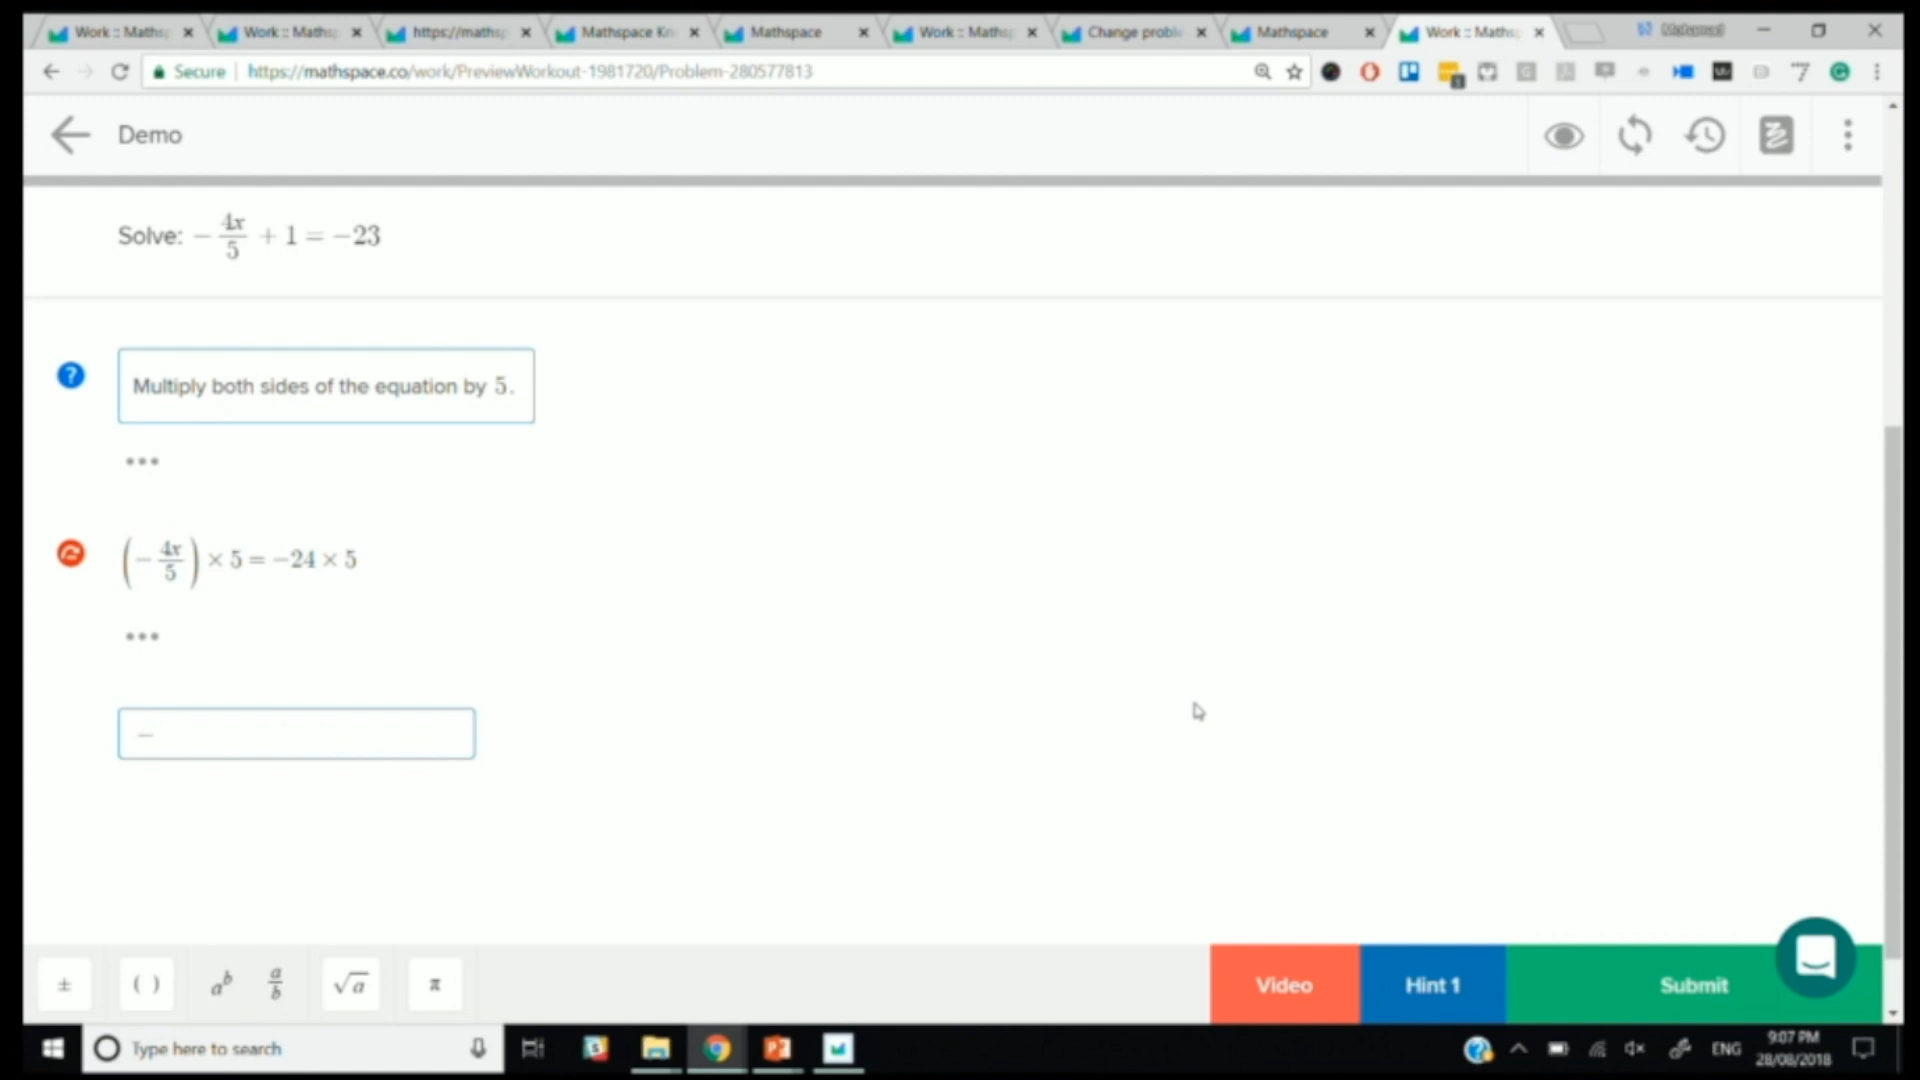 Work :: Maths
Work :: Maths
https://maths
Mathspace Kn
Mathspace
Work :: Maths
Change probl
Mathspace
Work :: Maths
Secure | https://mathspace.co/work/PreviewWorkout-1981720/Problem-280577813
Demo
Solve: − 4x/5 + 1 = −23
? Multiply both sides of the equation by 5.
•••
(− 4x/5) × 5 = −24 × 5
•••
−
± ( ) a^b a/b √a π
Video Hint 1 Submit
Type here to search
ENG
9:07 PM
28/08/2018